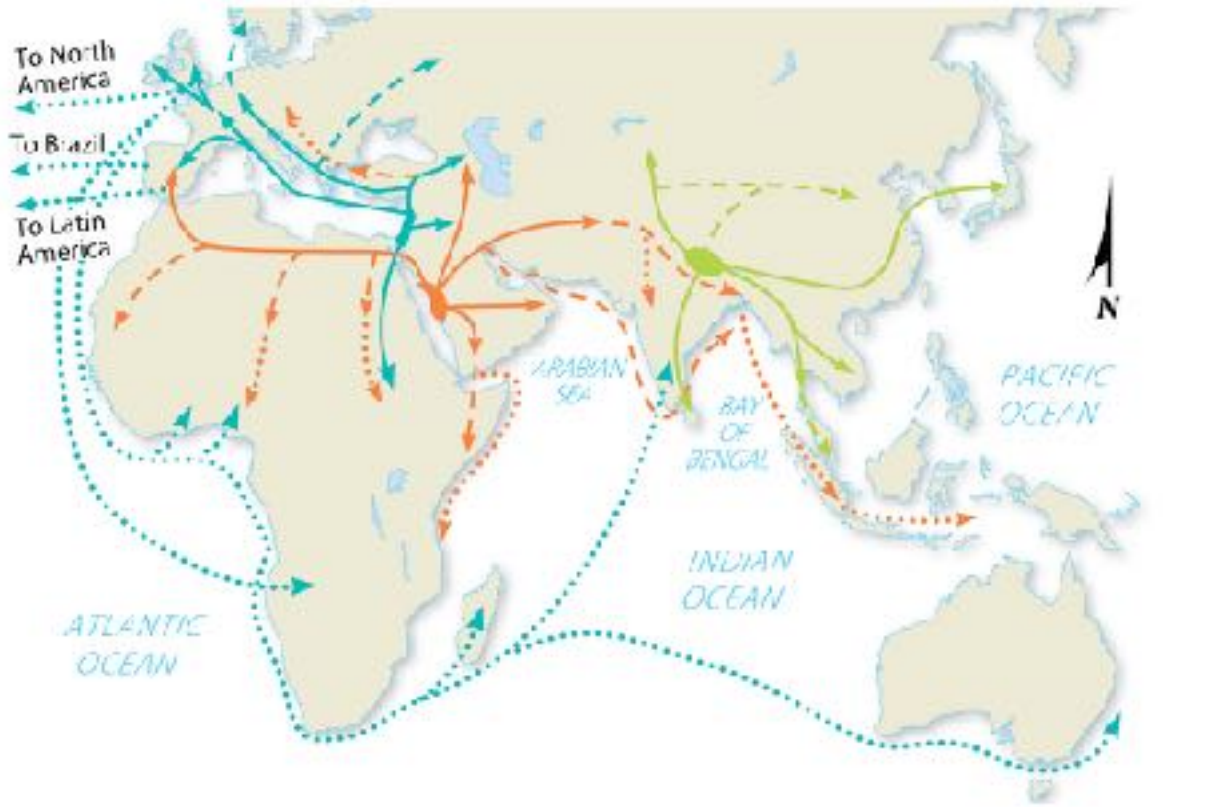 To North
America
To Brazil
To Latin
America
N
ARABIAN
SEA
PACIFIC
OCEAN
BAY
OF
BENGAL
INDIAN
OCEAN
ATLANTIC
OCEAN